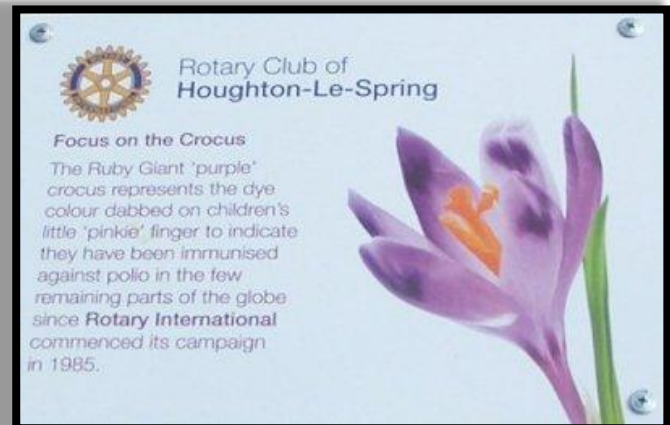 Rotary Club of
Houghton-Le-Spring
Focus on the Crocus
The Ruby Giant 'purple'
crocus represents the dye
colour dabbed on children's
little 'pinkie' finger to indicate
they have been immunised
against polio in the few
remaining parts of the globe
since Rotary International
commenced its campaign
in 1985.